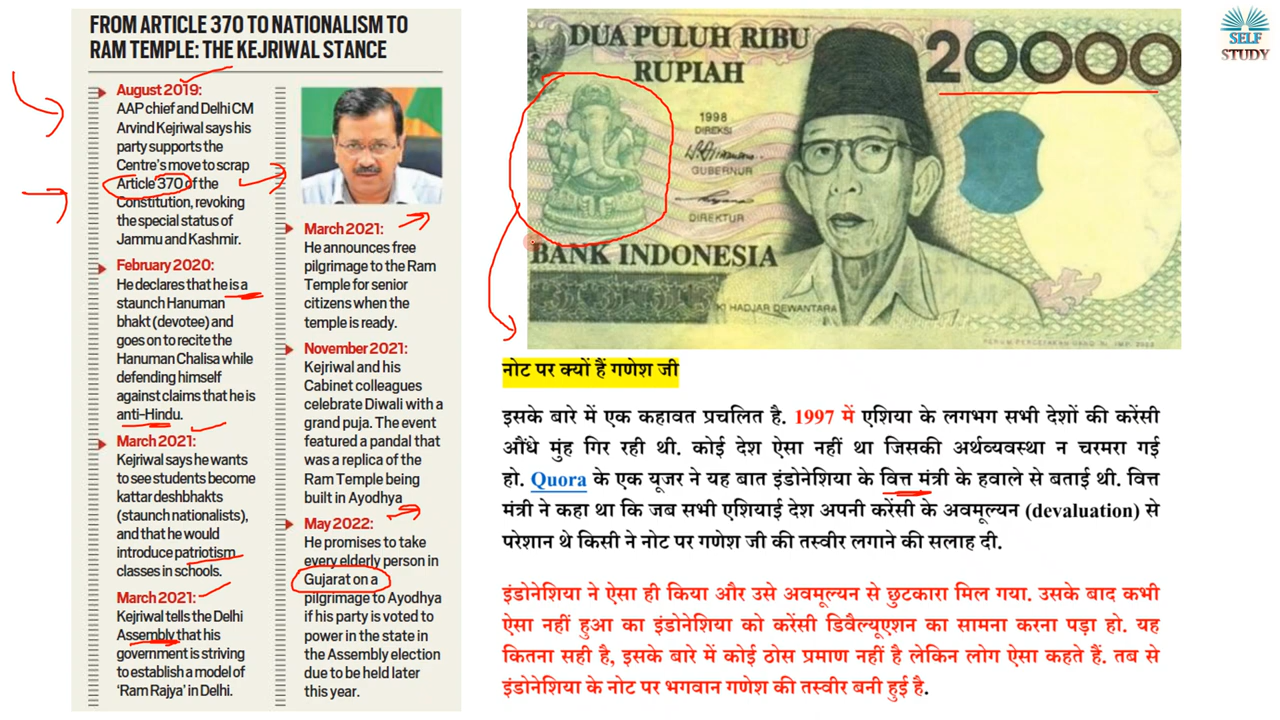 FROM ARTICLE 370 TO NATIONALISM TO
RAM TEMPLE: THE KEJRIWAL STANCE
August 2019:
AAP chief and Delhi CM
Arvind Kejriwal says his
party supports the
Centre's move to scrap
Article 370 of the
Constitution, revoking
the special status of
Jammu and Kashmir.
February 2020:
He declares that he is a
staunch Hanuman
bhakt (devotee) and
goes on to recite the
Hanuman Chalisa while
defending himself
against claims that he is
anti-Hindu.
March 2021:
Kejriwal says he wants
to see students become
kattar deshbhakts
(staunch nationalists),
and that he would
introduce patriotism
classes in schools.
March 2021:
Kejriwal tells the Delhi
Assembly that his
government is striving
to establish a model of
'Ram Rajya' in Delhi.
March 2021:
He announces free
pilgrimage to the Ram
Temple for senior
citizens when the
temple is ready.
November 2021:
Kejriwal and his
Cabinet colleagues
celebrate Diwali with a
grand puja. The event
featured a pandal that
was a replica of the
Ram Temple being
built in Ayodhya
May 2022:
He promises to take
every elderly person in
Gujarat on a
pilgrimage to Ayodhya
if his party is voted to
power in the state in
the Assembly election
due to be held later
this year.
DUA PULUH RIBU
RUPIAH
20000
1998
DIREKSI
GUBERNUR
DIREKTUR
BANK INDONESIA
KI HADJAR DEWANTARA
SELF
STUDY
नोट पर क्यों हैं गणेश जी
इसके बारे में एक कहावत प्रचलित है. 1997 में एशिया के लगभग सभी देशों की करेंसी
औंधे मुंह गिर रही थी. कोई देश ऐसा नहीं था जिसकी अर्थव्यवस्था न चरमरा गई
हो. Quora के एक यूजर ने यह बात इंडोनेशिया के वित्त मंत्री के हवाले से बताई थी. वित्त
मंत्री ने कहा था कि जब सभी एशियाई देश अपनी करेंसी के अवमूल्यन (devaluation) से
परेशान थे किसी ने नोट पर गणेश जी की तस्वीर लगाने की सलाह दी.
इंडोनेशिया ने ऐसा ही किया और उसे अवमूल्यन से छुटकारा मिल गया. उसके बाद कभी
ऐसा नहीं हुआ का इंडोनेशिया को करेंसी डिवैल्यूएशन का सामना करना पड़ा हो. यह
कितना सही है, इसके बारे में कोई ठोस प्रमाण नहीं है लेकिन लोग ऐसा कहते हैं. तब से
इंडोनेशिया के नोट पर भगवान गणेश की तस्वीर बनी हुई है.